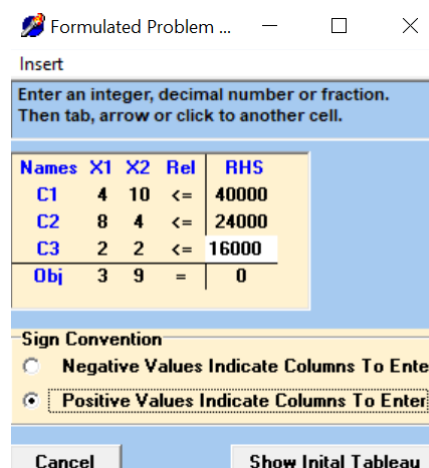 Formulated Problem ...
Insert
Enter an integer, decimal number or fraction.
Then tab, arrow or click to another cell.
Names X1 X2 Rel RHS
C1 4 10 <= 40000
C2 8 4 <= 24000
C3 2 2 <= 16000
Obj 3 9 = 0
Sign Convention
Negative Values Indicate Columns To Ente
Positive Values Indicate Columns To Enter
Cancel Show Inital Tableau